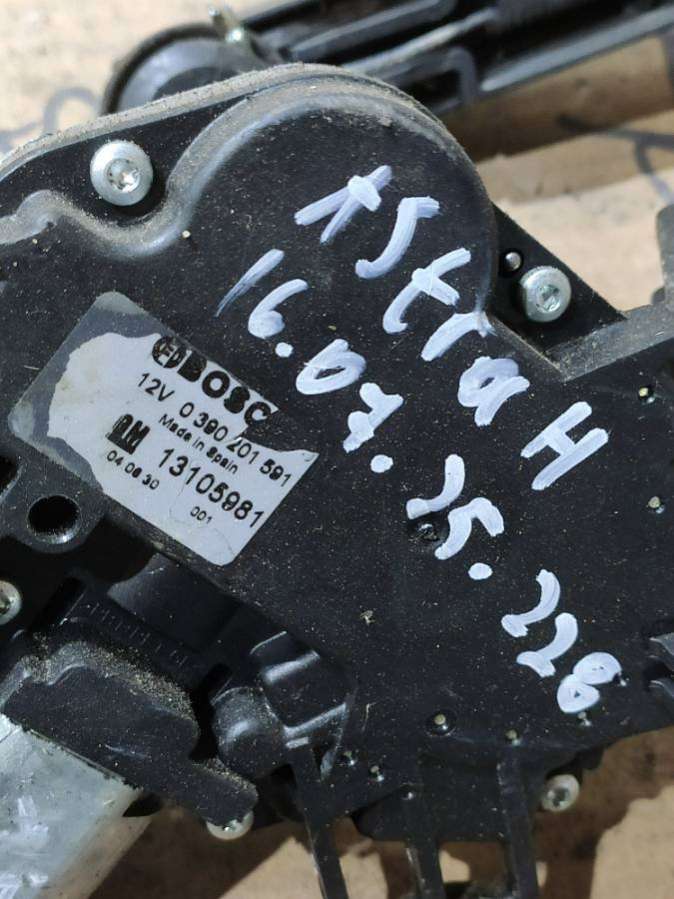 Astra H
16.07.25.228
BOSC
12V 0 390 201 591
Made in Spain
GM 13105981
04 06 30 001